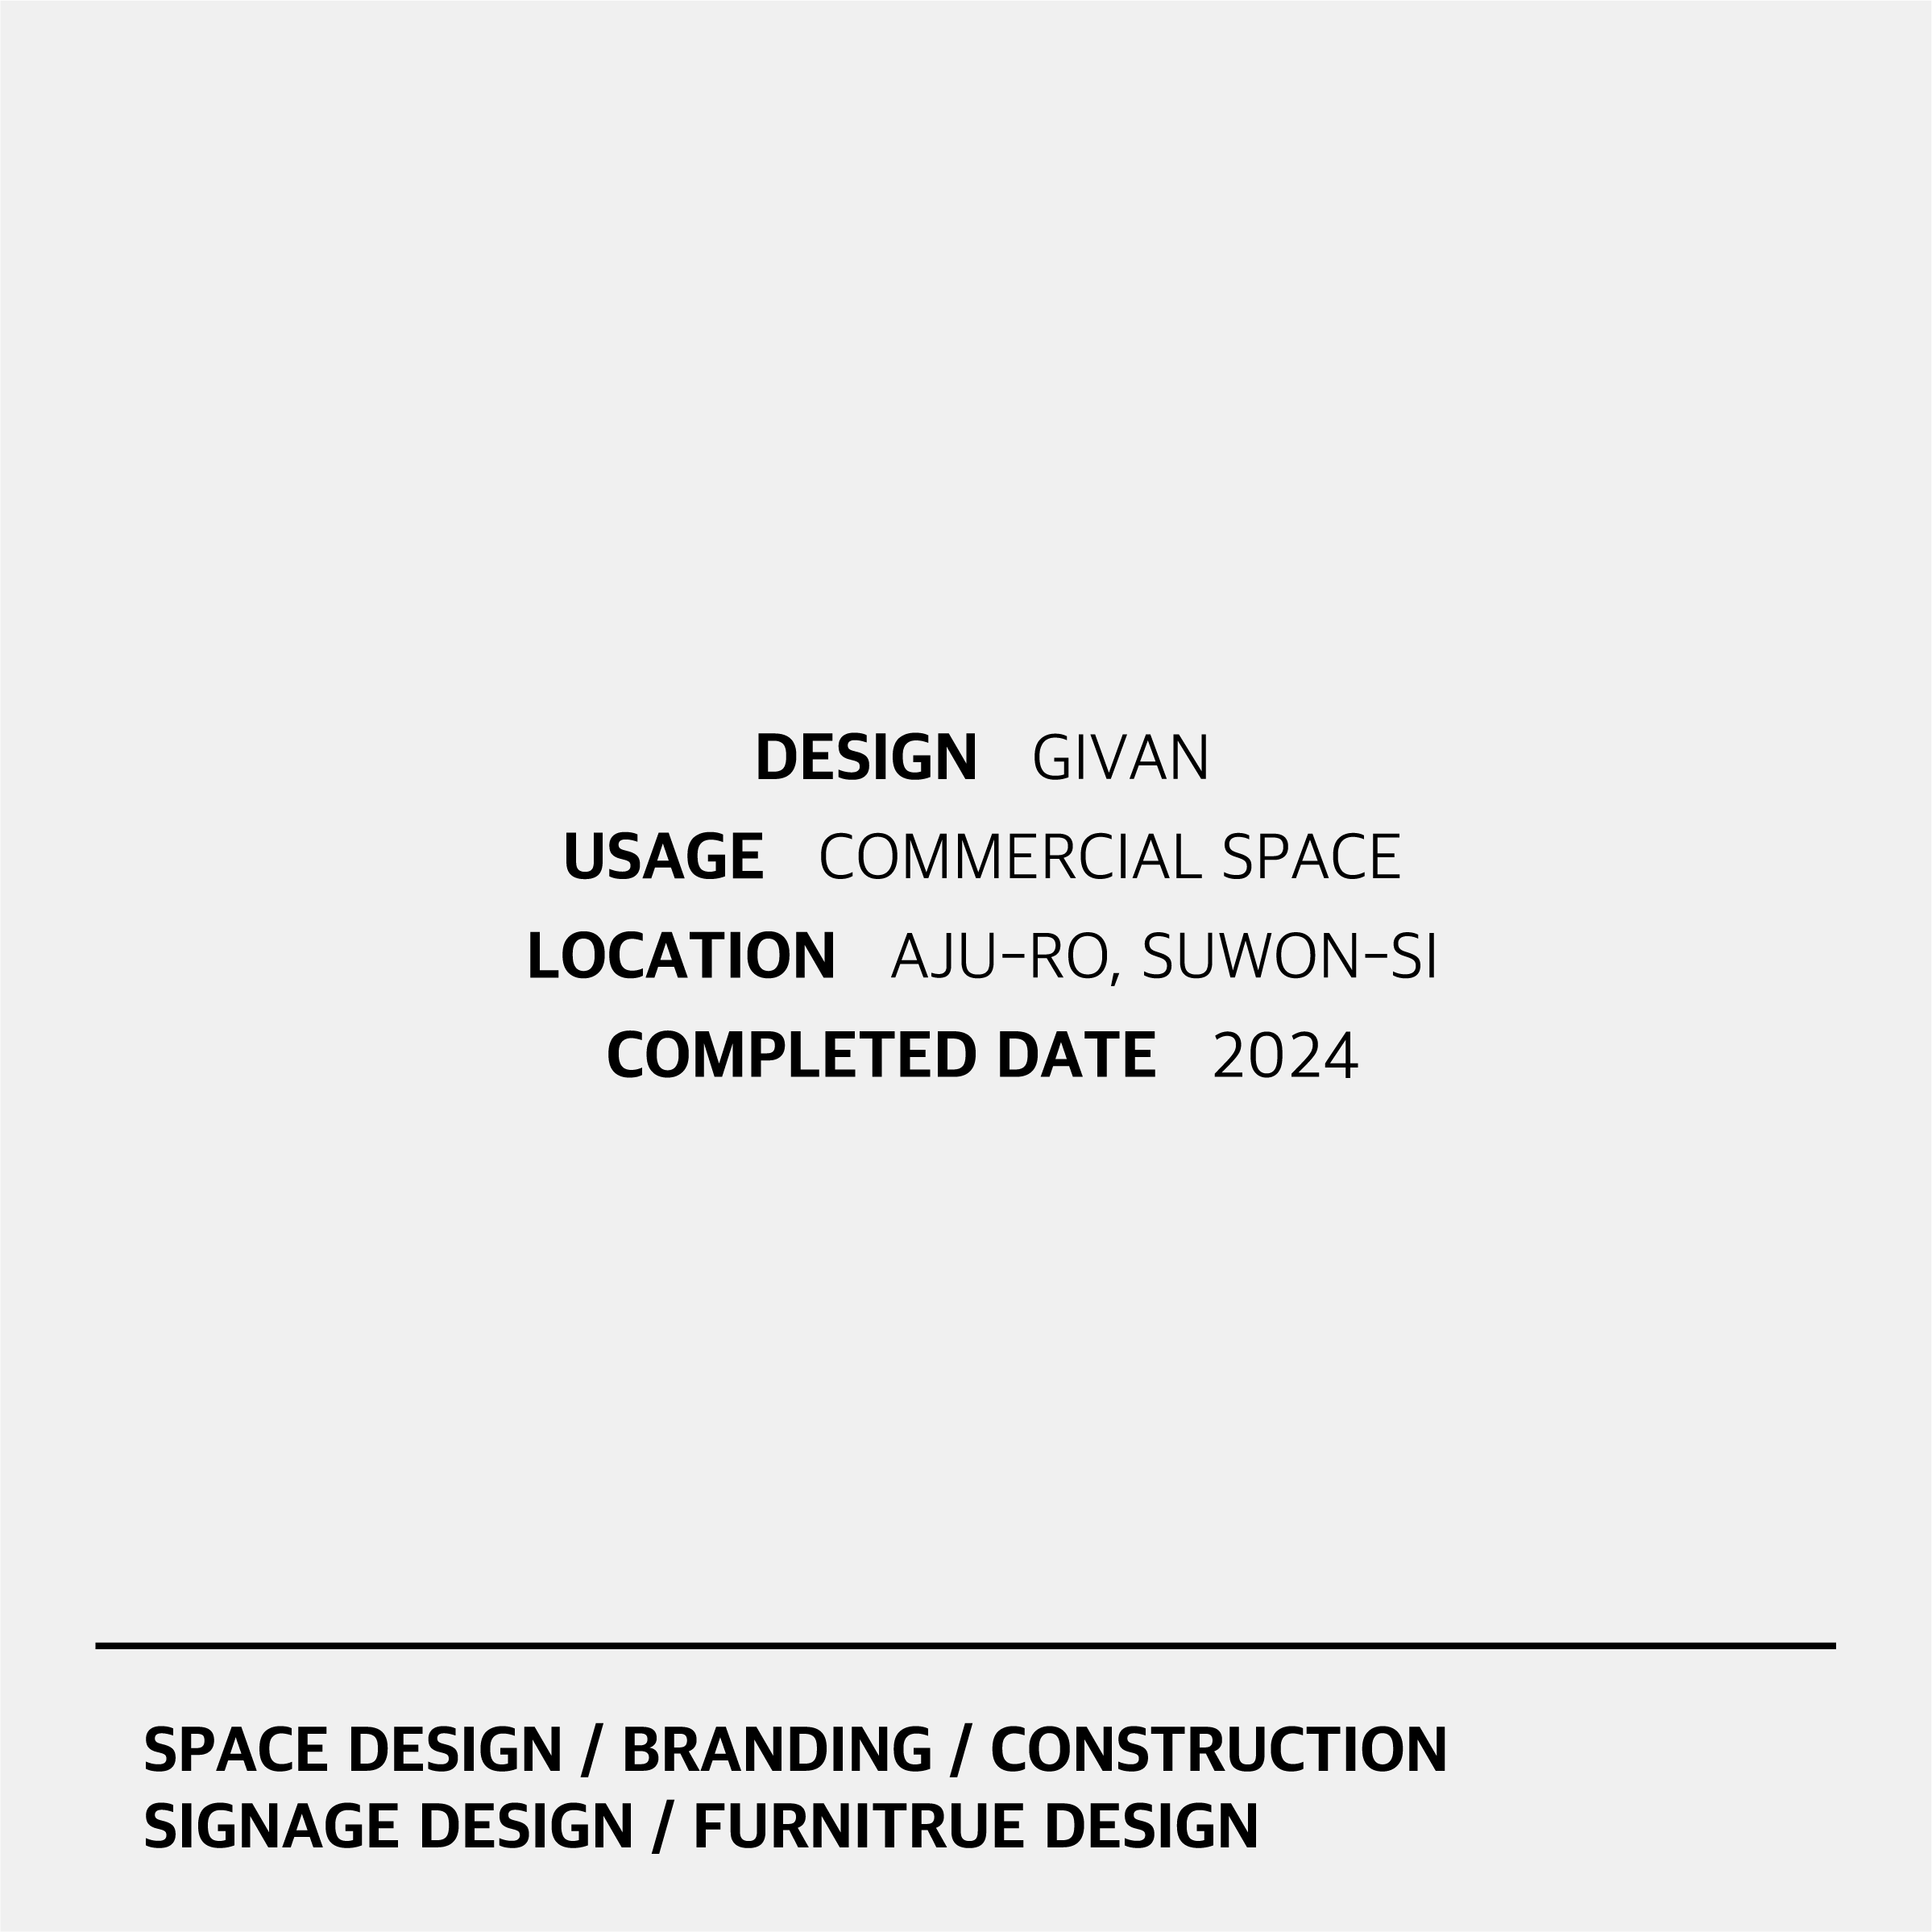 DESIGN GIVAN
USAGE COMMERCIAL SPACE
LOCATION AJU-RO, SUWON-SI
COMPLETED DATE 2024
SPACE DESIGN / BRANDING / CONSTRUCTION
SIGNAGE DESIGN / FURNITRUE DESIGN